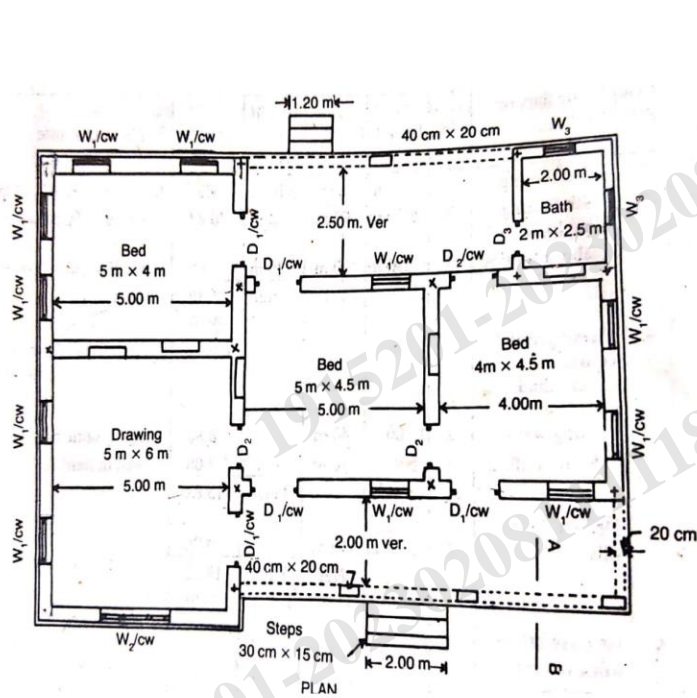 1.20 m
W₁/cw
W₁/cw
40 cm × 20 cm
W₃
2.00 m
Bath
2 m × 2.5 m
W₃
D₃
W₁/cw
D₁/cw
2.50 m. Ver
Bed
5 m × 4 m
5.00 m
W₁/cw
D₁/cw
W₁/cw
D₂/cw
Bed
5 m × 4.5 m
5.00 m
Bed
4m × 4.5 m
4.00m
W₁/cw
W₁/cw
W₁/cw
Drawing
5 m × 6 m
5.00 m
D₂
D₂
W₁/cw
D₁/cw
D₁/cw
W₁/cw
D₁/cw
W₁/cw
2.00 m ver.
40 cm × 20 cm
A
20 cm
W₂/cw
Steps
30 cm × 15 cm
2.00 m
B
PLAN